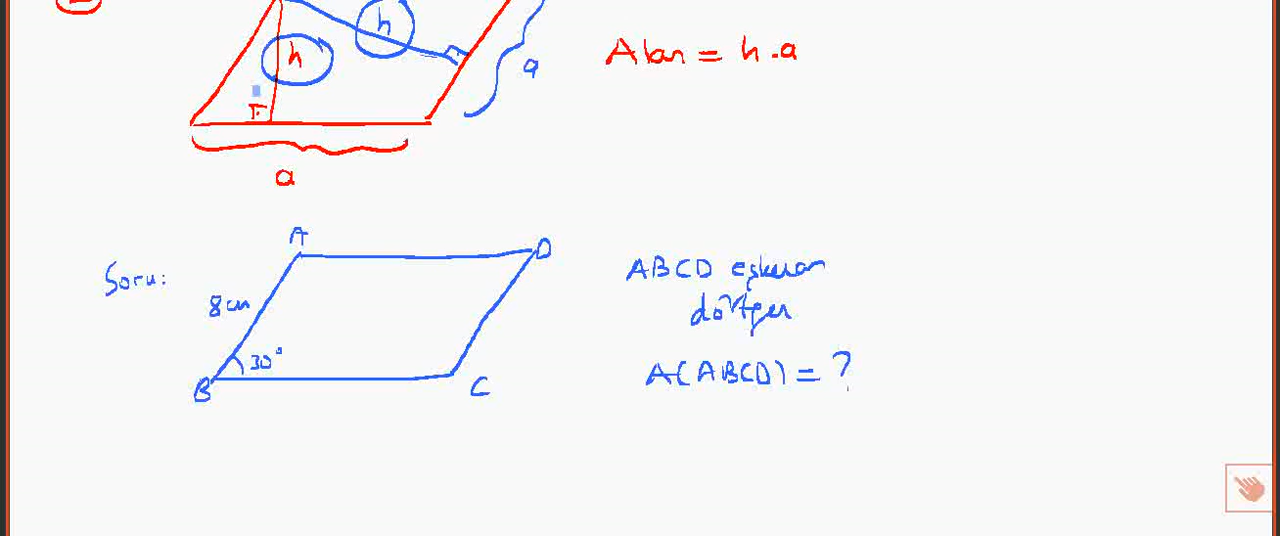 h
h
a
Alan = h.a
a
A
D
Soru:
ABCD eşkenar
8cm
dörtgen
30°
A(ABCD) = ?
B
C